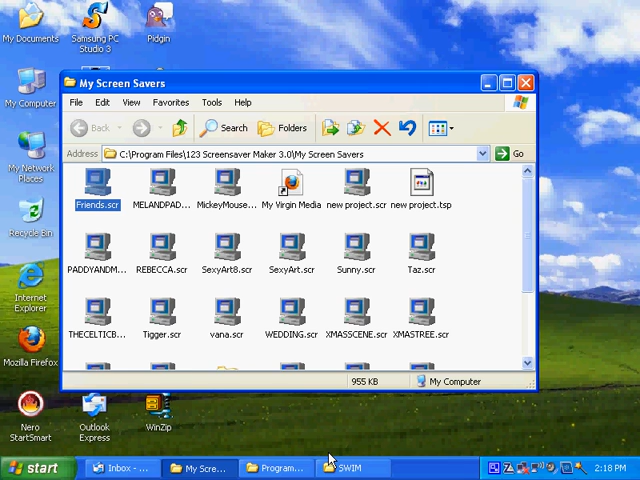 My Documents
Samsung PC
Studio 3
Pidgin
My Computer
My Network
Places
Recycle Bin
Internet
Explorer
Mozilla Firefox
Nero
StartSmart
Outlook
Express
WinZip
My Screen Savers
File Edit View Favorites Tools Help
Back Search Folders
Address C:\Program Files\123 Screensaver Maker 3.0\My Screen Savers Go
Friends.scr MELANDPAD... MickeyMouse... My Virgin Media new project.scr new project.tsp
PADDYANDM... REBECCA.scr SexyArt8.scr SexyArt.scr Sunny.scr Taz.scr
THECELTICB... Tigger.scr vana.scr WEDDING.scr XMASSCENE.scr XMASTREE.scr
955 KB My Computer
start Inbox - ... My Scre... Program... SWIM 2:18 PM